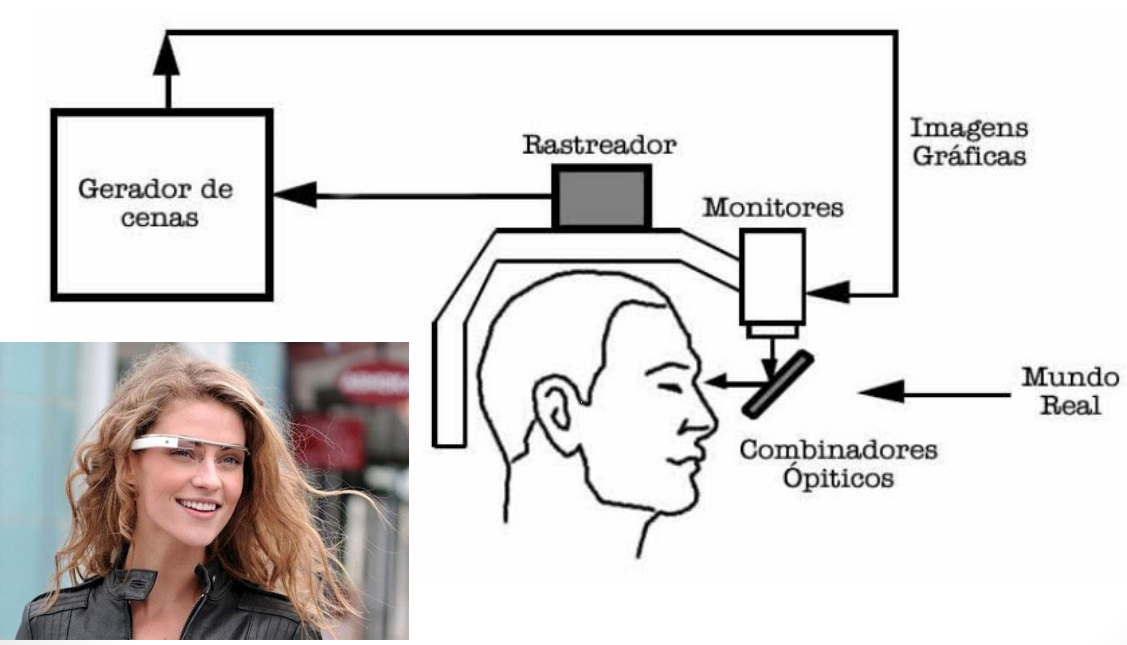 Rastreador
Imagens
Gráficas
Gerador de
cenas
Monitores
Mundo
Real
Combinadores
Ópiticos